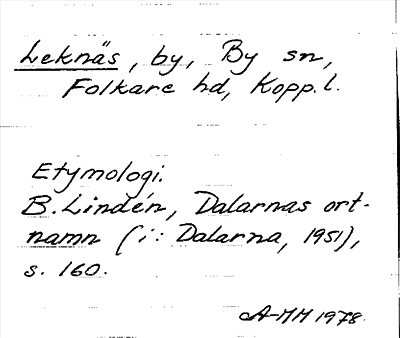 Leknäs, by, By sn,
Folkare hd, Kopp. l.
Etymologi.
B. Lindén, Dalarnas ort-
namn (i: Dalarna, 1951),
s. 160.
A-MM 1978